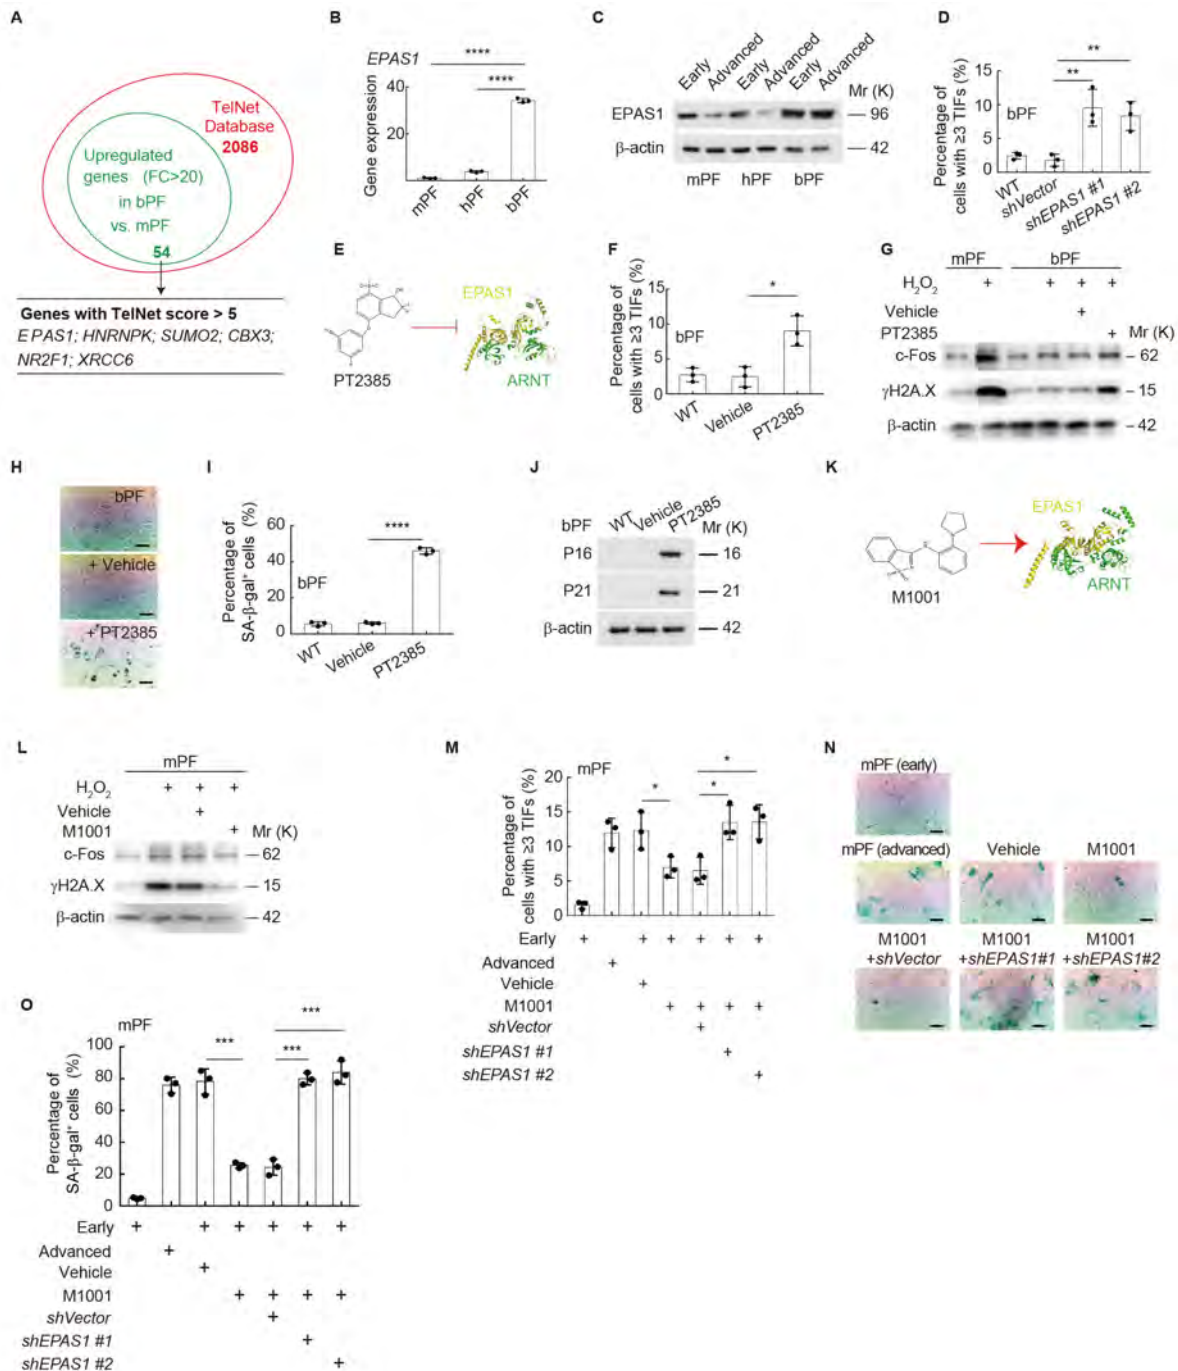 A
TelNet
Database
2086
Upregulated
genes (FC>20)
in bPF
vs. mPF
54
Genes with TelNet score > 5
EPAS1; HNRNPK; SUMO2; CBX3;
NR2F1; XRCC6
B
EPAS1
****
****
Gene expression
40
20
0
mPF
hPF
bPF
C
Early
Advanced
Early
Advanced
Early
Advanced
Mr (K)
EPAS1
96
β-actin
42
mPF hPF bPF
D
**
**
bPF
Percentage of
cells with ≥3 TIFs (%)
15
10
5
0
WT
shVector
shEPAS1 #1
shEPAS1 #2
E
PT2385
EPAS1
ARNT
F
*
bPF
Percentage of
cells with ≥3 TIFs (%)
15
10
5
0
WT
Vehicle
PT2385
G
mPF bPF
H2O2 + + + +
Vehicle +
PT2385 + Mr (K)
c-Fos 62
γH2A.X 15
β-actin 42
H
bPF
+ Vehicle
+ PT2385
I
****
bPF
Percentage of
SA-β-gal+ cells (%)
60
40
20
0
WT
Vehicle
PT2385
J
bPF
WT
Vehicle
PT2385
Mr (K)
P16 16
P21 21
β-actin 42
K
M1001
EPAS1
ARNT
L
mPF
H2O2 + + +
Vehicle +
M1001 + Mr (K)
c-Fos 62
γH2A.X 15
β-actin 42
M
mPF
*
*
*
Percentage of
cells with ≥3 TIFs (%)
20
15
10
5
0
Early + + + + + +
Advanced +
Vehicle +
M1001 + + + +
shVector +
shEPAS1 #1 +
shEPAS1 #2 +
N
mPF (early)
mPF (advanced) Vehicle M1001
M1001 M1001 M1001
+shVector +shEPAS1#1 +shEPAS1#2
O
mPF
***
***
***
Percentage of
SA-β-gal+ cells (%)
100
80
60
40
20
0
Early + + + + + +
Advanced +
Vehicle +
M1001 + + + +
shVector +
shEPAS1 #1 +
shEPAS1 #2 +